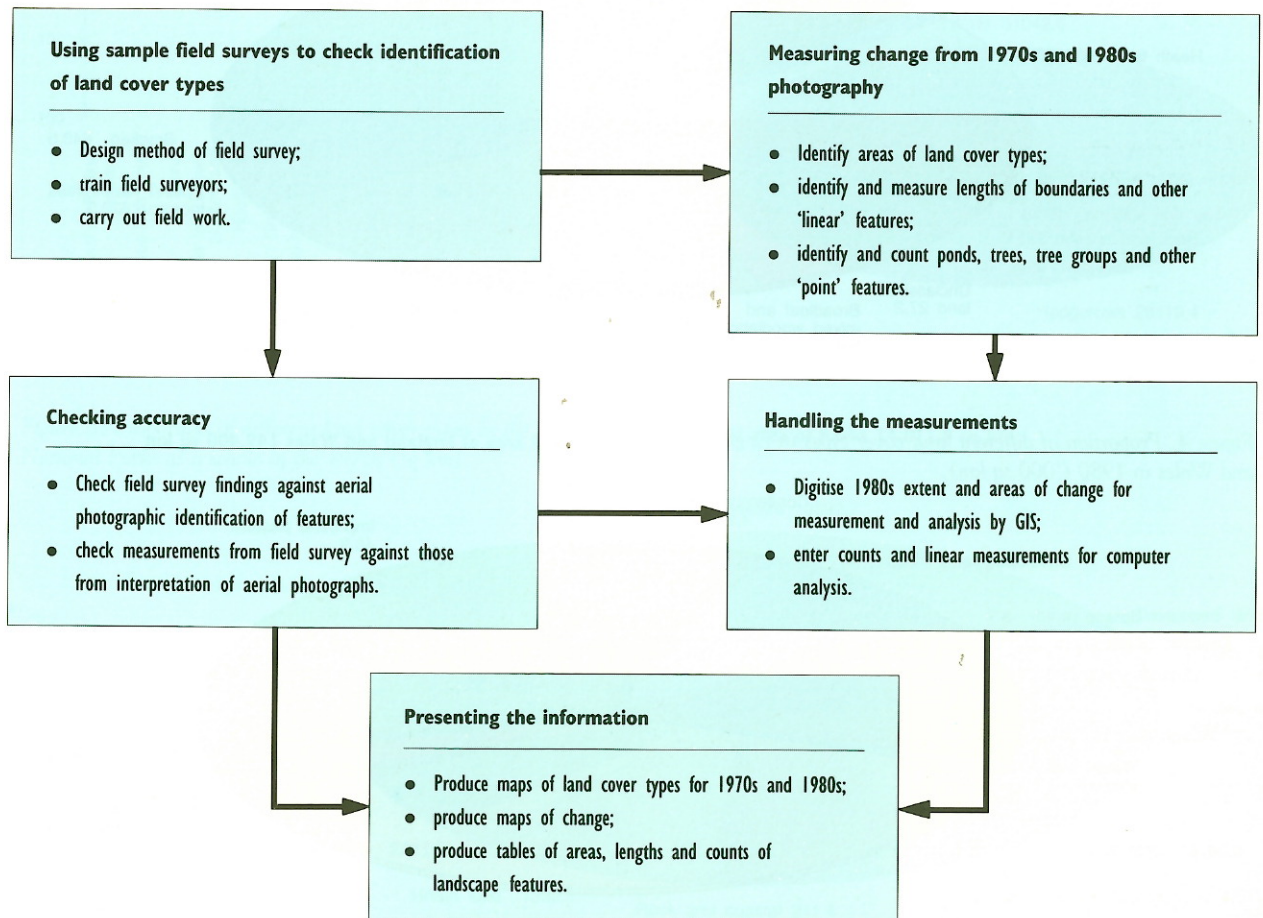 Using sample field surveys to check identification
of land cover types
• Design method of field survey;
• train field surveyors;
• carry out field work.
Measuring change from 1970s and 1980s
photography
• Identify areas of land cover types;
• identify and measure lengths of boundaries and other
'linear' features;
• identify and count ponds, trees, tree groups and other
'point' features.
Checking accuracy
• Check field survey findings against aerial
photographic identification of features;
• check measurements from field survey against those
from interpretation of aerial photographs.
Handling the measurements
• Digitise 1980s extent and areas of change for
measurement and analysis by GIS;
• enter counts and linear measurements for computer
analysis.
Presenting the information
• Produce maps of land cover types for 1970s and 1980s;
• produce maps of change;
• produce tables of areas, lengths and counts of
landscape features.